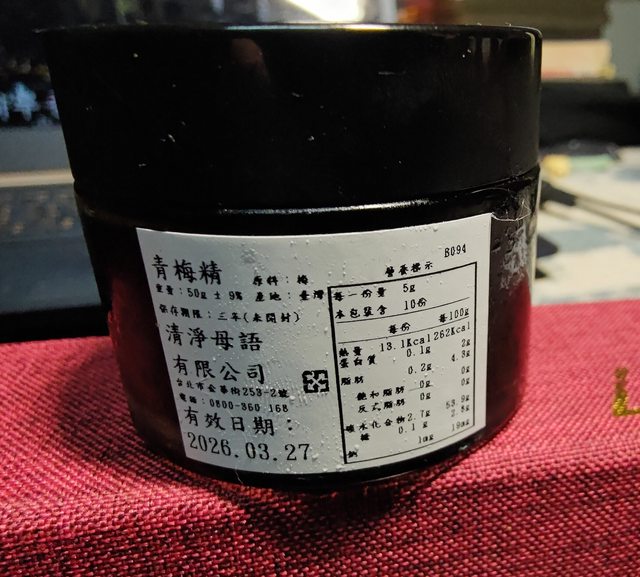 青梅精 原料：梅
重量：50g ± 9% 產地：臺灣
保存期限：三年(未開封)
清淨母語
有限公司
台北市金華街253-2號
電話：0800-360 168
有效日期：
2026.03.27
B094
營養標示
每一份量 5g
本包裝含 10份
每份 每100g
熱量 13.1Kcal 262Kcal
蛋白質 0.1g 2g
脂肪 0.2g 4.3g
飽和脂肪 0g 0g
反式脂肪 0g 0g
碳水化合物 2.7g 53.9g
糖 0.1g 2.8g
鈉 1mg 19mg